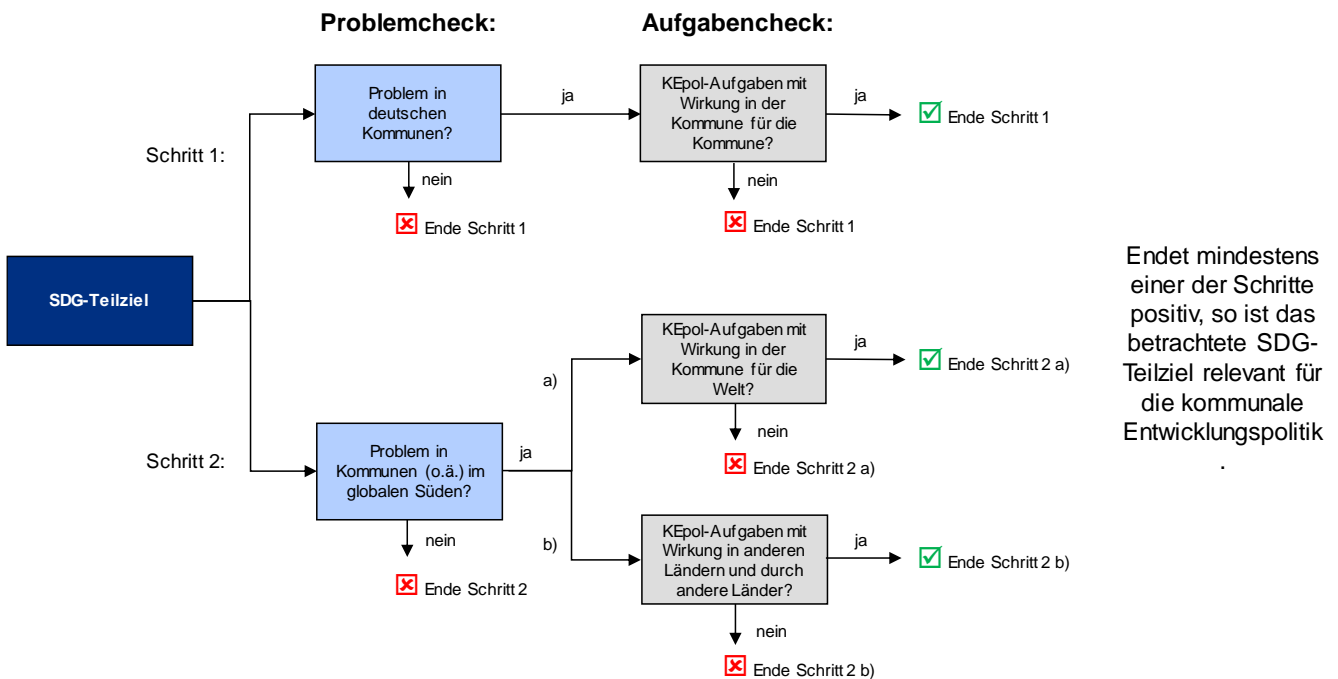 Problemcheck:
Aufgabencheck:
Schritt 1:
Problem in
deutschen
Kommunen?
ja
KEpol-Aufgaben mit
Wirkung in der
Kommune für die
Kommune?
ja
Ende Schritt 1
nein
Ende Schritt 1
nein
Ende Schritt 1
SDG-Teilziel
Schritt 2:
Problem in
Kommunen (o.ä.) im
globalen Süden?
ja
nein
Ende Schritt 2
a)
KEpol-Aufgaben mit
Wirkung in der
Kommune für die
Welt?
ja
Ende Schritt 2 a)
nein
Ende Schritt 2 a)
b)
KEpol-Aufgaben mit
Wirkung in anderen
Ländern und durch
andere Länder?
ja
Ende Schritt 2 b)
nein
Ende Schritt 2 b)
Endet mindestens
einer der Schritte
positiv, so ist das
betrachtete SDG-
Teilziel relevant für
die kommunale
Entwicklungspolitik
.